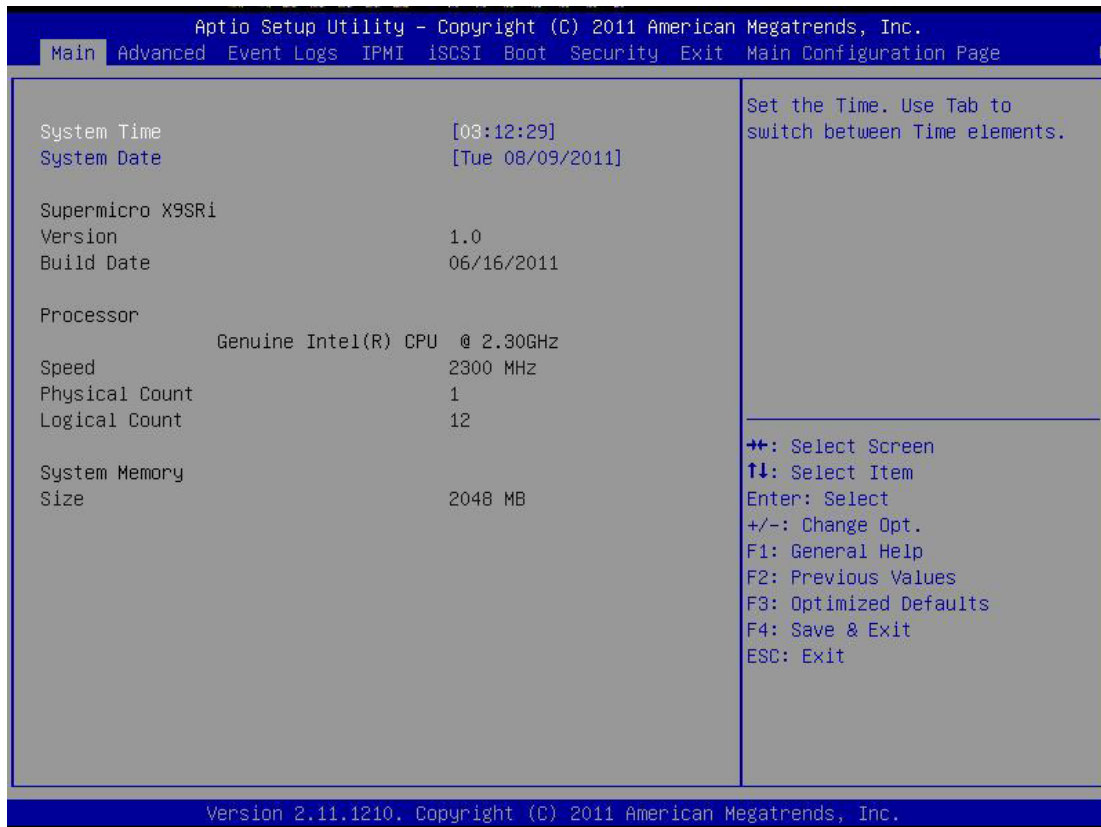 Aptio Setup Utility - Copyright (C) 2011 American Megatrends, Inc.
Main Advanced Event Logs IPMI iSCSI Boot Security Exit Main Configuration Page
System Time [03:12:29]
System Date [Tue 08/09/2011]
Supermicro X9SRi
Version 1.0
Build Date 06/16/2011
Processor
Genuine Intel(R) CPU @ 2.30GHz
Speed 2300 MHz
Physical Count 1
Logical Count 12
System Memory
Size 2048 MB
Set the Time. Use Tab to
switch between Time elements.
→←: Select Screen
↑↓: Select Item
Enter: Select
+/-: Change Opt.
F1: General Help
F2: Previous Values
F3: Optimized Defaults
F4: Save & Exit
ESC: Exit
Version 2.11.1210. Copyright (C) 2011 American Megatrends, Inc.